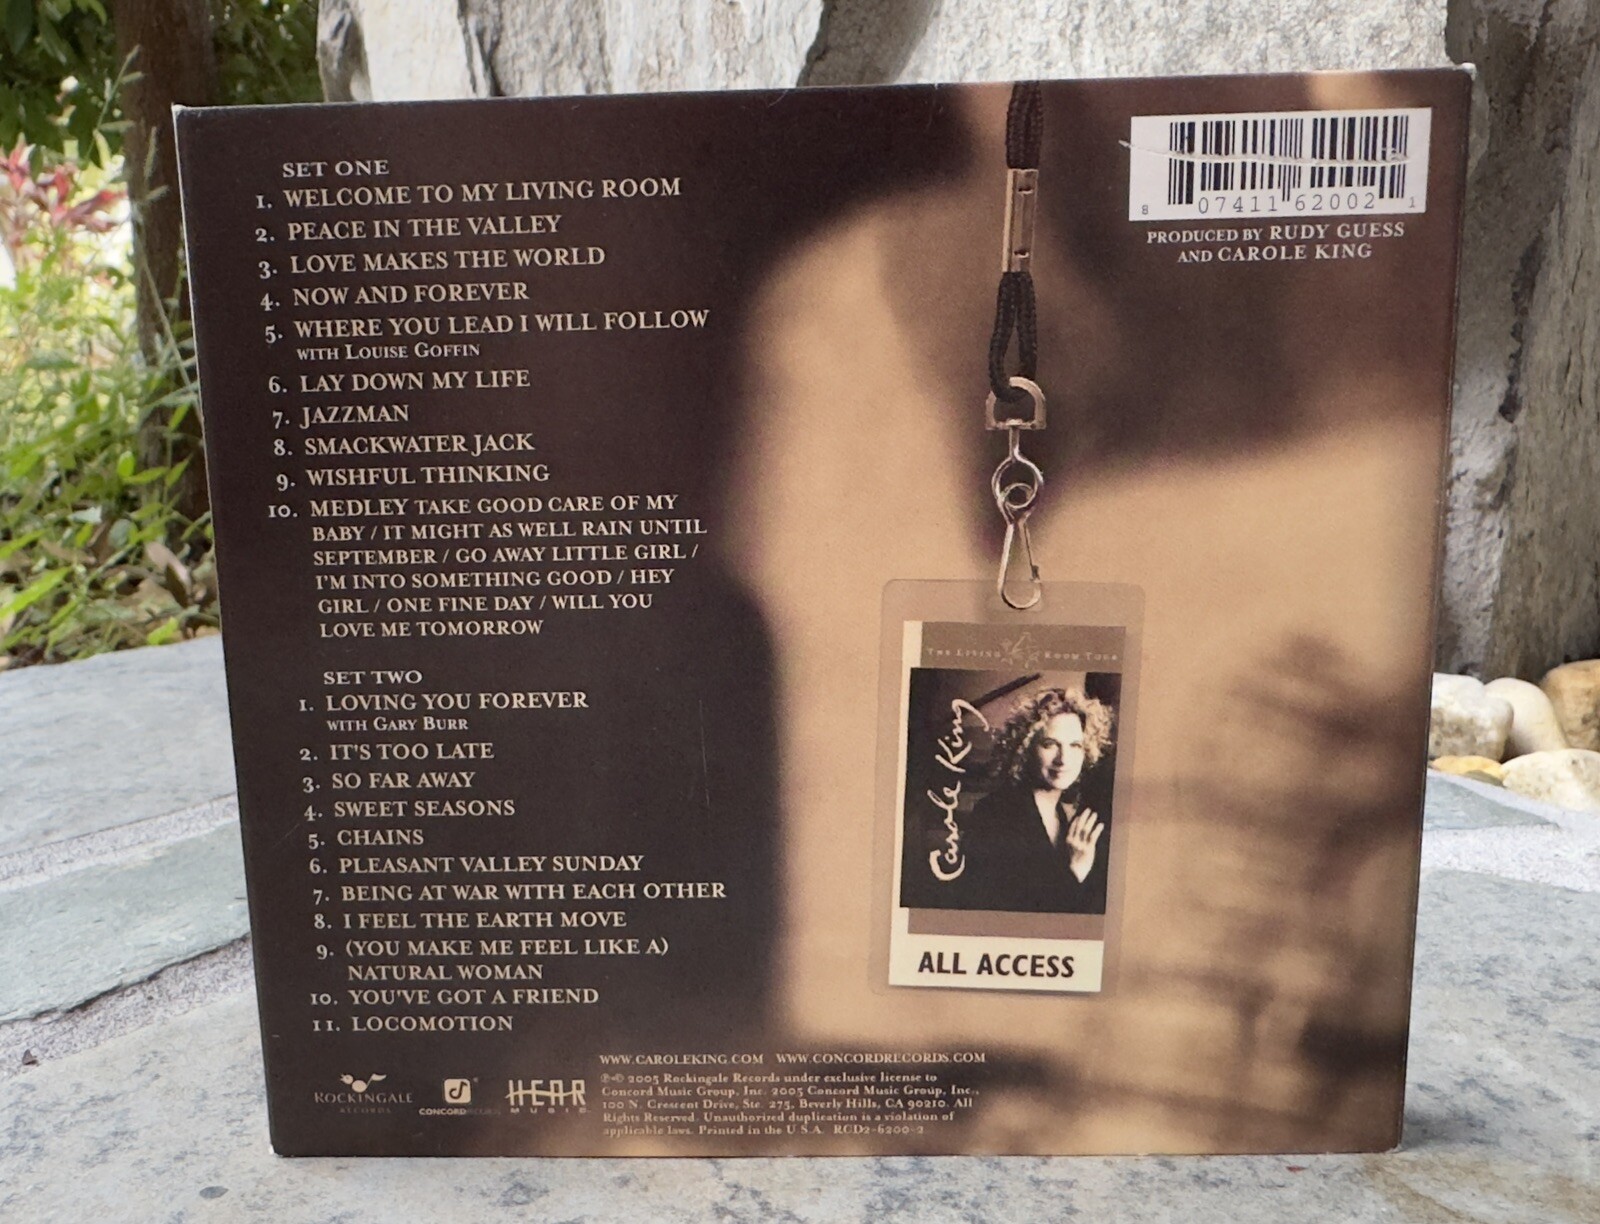 SET ONE
1. WELCOME TO MY LIVING ROOM
2. PEACE IN THE VALLEY
3. LOVE MAKES THE WORLD
4. NOW AND FOREVER
5. WHERE YOU LEAD I WILL FOLLOW
WITH LOUISE GOFFIN
6. LAY DOWN MY LIFE
7. JAZZMAN
8. SMACKWATER JACK
9. WISHFUL THINKING
10. MEDLEY TAKE GOOD CARE OF MY
BABY / IT MIGHT AS WELL RAIN UNTIL
SEPTEMBER / GO AWAY LITTLE GIRL /
I'M INTO SOMETHING GOOD / HEY
GIRL / ONE FINE DAY / WILL YOU
LOVE ME TOMORROW
SET TWO
1. LOVING YOU FOREVER
WITH GARY BURR
2. IT'S TOO LATE
3. SO FAR AWAY
4. SWEET SEASONS
5. CHAINS
6. PLEASANT VALLEY SUNDAY
7. BEING AT WAR WITH EACH OTHER
8. I FEEL THE EARTH MOVE
9. (YOU MAKE ME FEEL LIKE A)
NATURAL WOMAN
10. YOU'VE GOT A FRIEND
11. LOCOMOTION
8 07411 62002 1
PRODUCED BY RUDY GUESS
AND CAROLE KING
THE LIVING ROOM TOUR
Carole King
ALL ACCESS
WWW.CAROLEKING.COM WWW.CONCORDRECORDS.COM
℗© 2005 Rockingale Records under exclusive license to
Concord Music Group, Inc. 2005 Concord Music Group, Inc.,
100 N. Crescent Drive, Ste. 275, Beverly Hills, CA 90210. All
Rights Reserved. Unauthorized duplication is a violation of
applicable laws. Printed in the U.S.A. RCD2-6200-2
ROCKINGALE
RECORDS
CONCORD RECORDS
HEAR
MUSIC